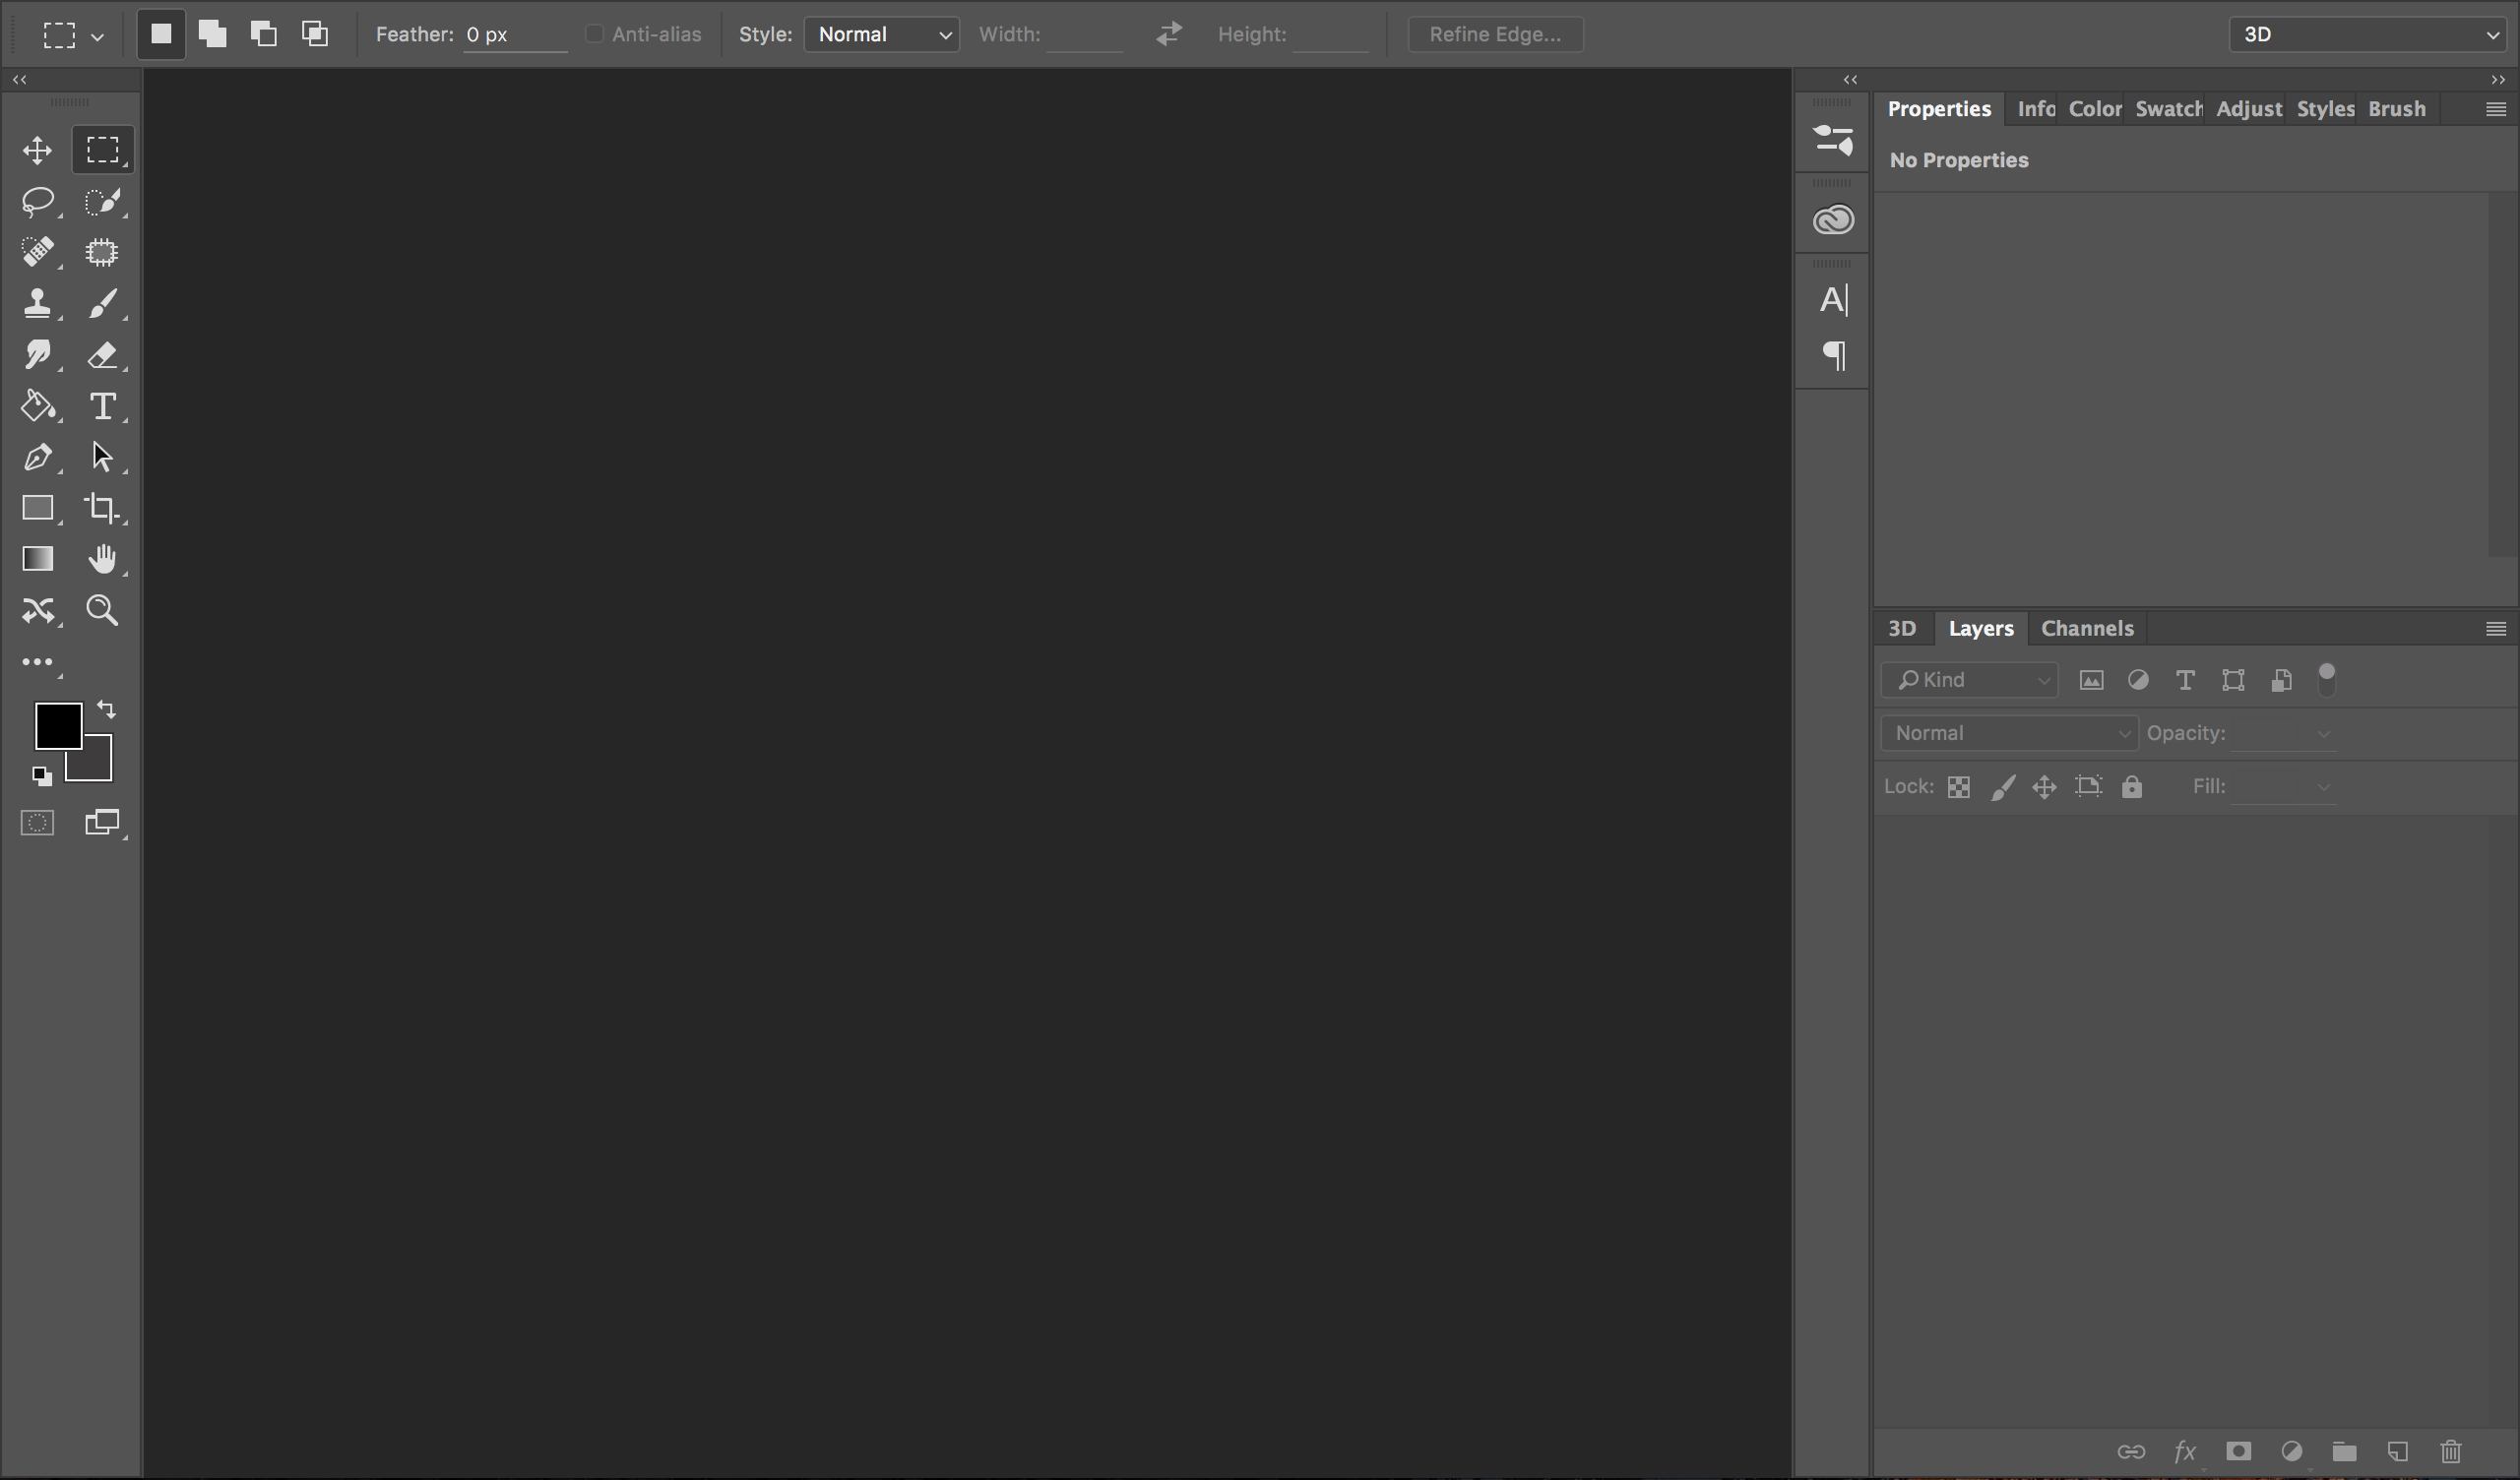 Feather: 0 px Anti-alias Style: Normal Width: Height: Refine Edge... 3D
Properties Info Color Swatch Adjust Styles Brush
No Properties
A
3D Layers Channels
Kind
Normal Opacity:
Lock: Fill:
fx